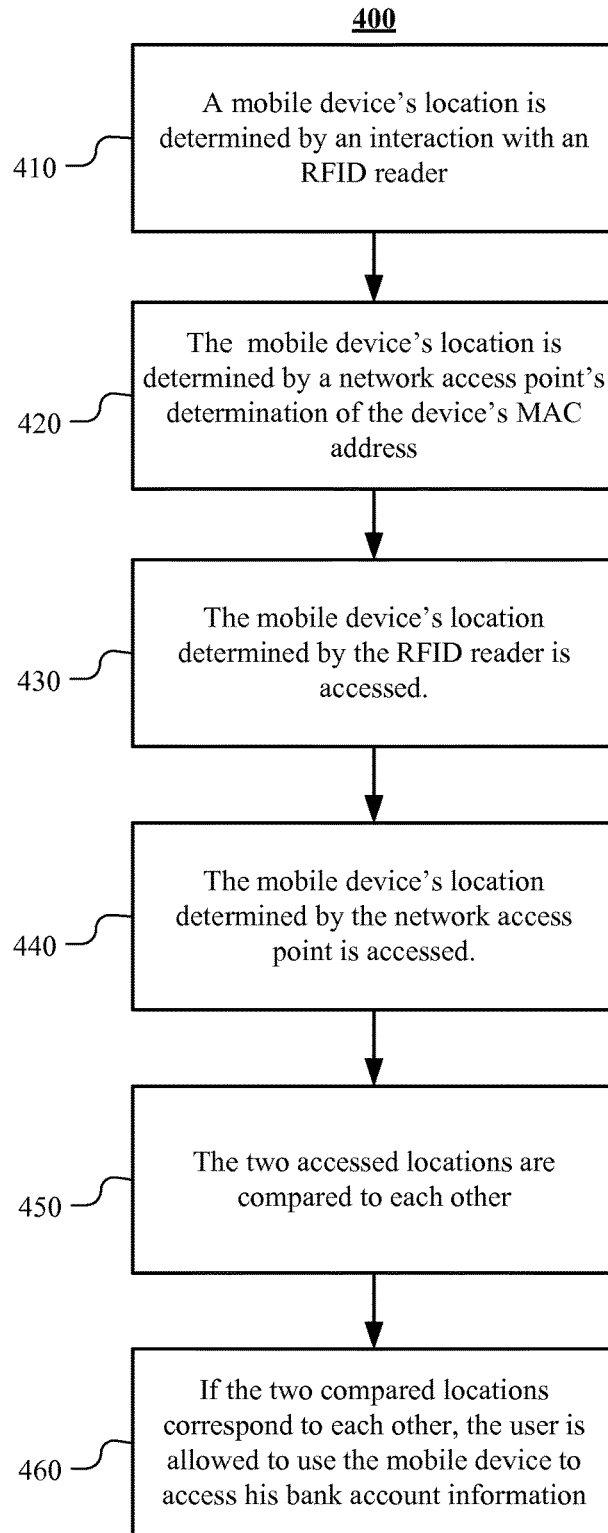 400
A mobile device's location is
determined by an interaction with an
RFID reader
410
The mobile device's location is
determined by a network access point's
determination of the device's MAC
address
420
The mobile device's location
determined by the RFID reader is
accessed.
430
The mobile device's location
determined by the network access
point is accessed.
440
The two accessed locations are
compared to each other
450
If the two compared locations
correspond to each other, the user is
allowed to use the mobile device to
access his bank account information
460